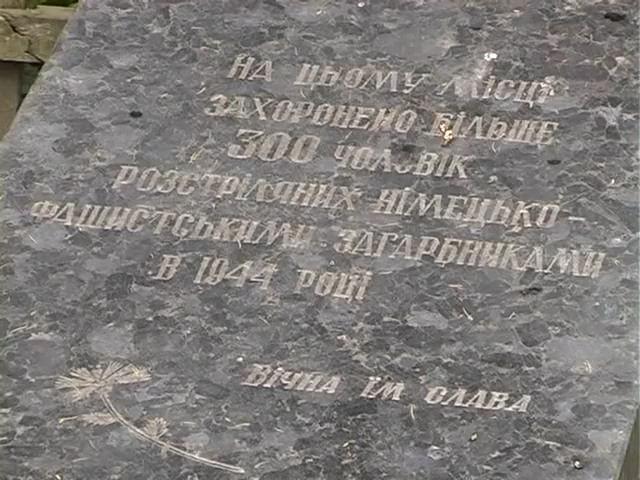 НА ЦЬОМУ МІСЦІ
ЗАХОРОНЕНО БІЛЬШЕ
300 ЧОЛОВІК
РОЗСТРІЛЯНИХ НІМЕЦЬКО-
ФАШИСТСЬКИМИ ЗАГАРБНИКАМИ
В 1944 РОЦІ
ВІЧНА ЇМ СЛАВА